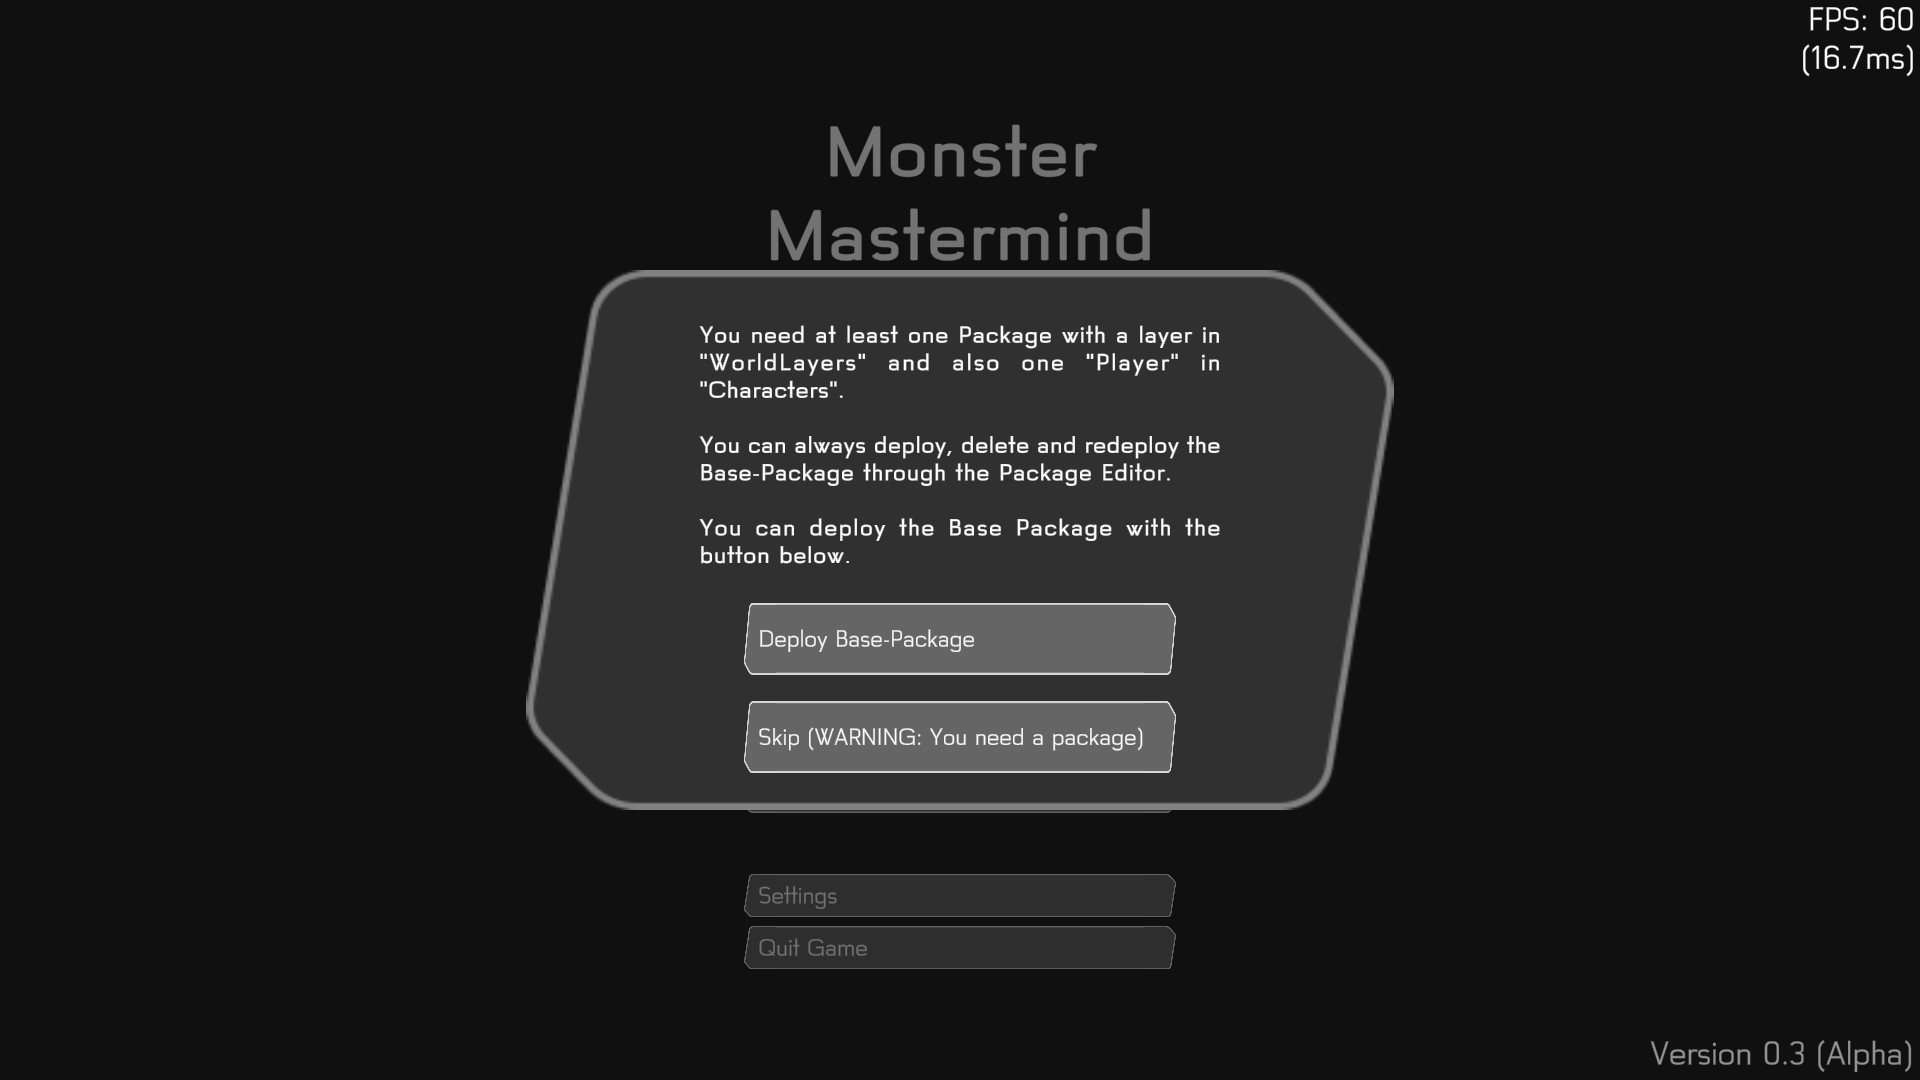 FPS: 60
(16.7ms)
Monster
Mastermind
You need at least one Package with a layer in
"WorldLayers" and also one "Player" in
"Characters".
You can always deploy, delete and redeploy the
Base-Package through the Package Editor.
You can deploy the Base Package with the
button below.
Deploy Base-Package
Skip (WARNING: You need a package)
Settings
Quit Game
Version 0.3 (Alpha)